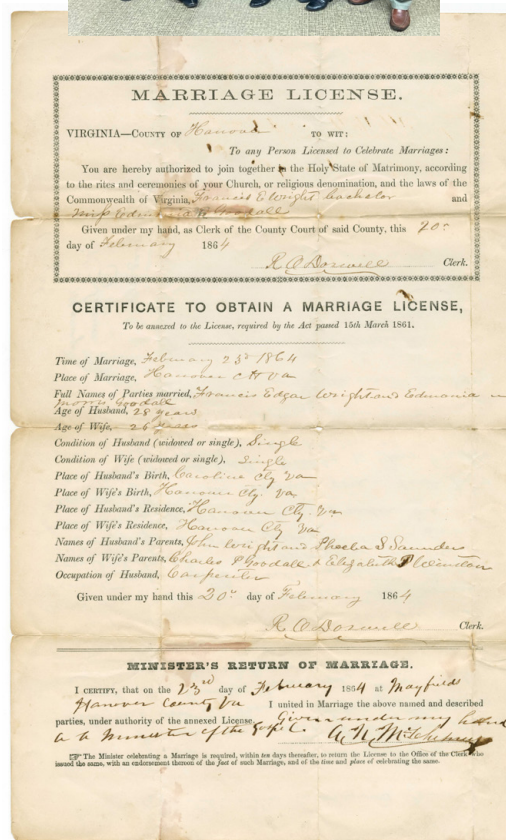 MARRIAGE LICENSE.
VIRGINIA—COUNTY OF Hanover TO WIT:
To any Person Licensed to Celebrate Marriages:
You are hereby authorized to join together in the Holy State of Matrimony, according
to the rites and ceremonies of your Church, or religious denomination, and the laws of the
Commonwealth of Virginia, Francis E Wright bachelor and
Miss Edmonia M Goodall
Given under my hand, as Clerk of the County Court of said County, this 20th
day of February 1864
Clerk.
CERTIFICATE TO OBTAIN A MARRIAGE LICENSE,
To be annexed to the License, required by the Act passed 15th March 1861.
Time of Marriage, February 23d 1864
Place of Marriage, Hanover CH Va
Full Names of Parties married, Francis Edgar Wright and Edmonia
Morris Goodall
Age of Husband, 28 years
Age of Wife, 26 years
Condition of Husband (widowed or single), Single
Condition of Wife (widowed or single), Single
Place of Husband's Birth, Caroline Cty Va
Place of Wife's Birth, Hanover Cty. Va
Place of Husband's Residence, Hanover Cty. Va
Place of Wife's Residence, Hanover Cty Va
Names of Husband's Parents, John Wright and Pheeba S Saunders
Names of Wife's Parents, Charles P Goodall & Elizabeth P Winston
Occupation of Husband, Carpenter
Given under my hand this 20th day of February 1864
Clerk.
MINISTER'S RETURN OF MARRIAGE.
I CERTIFY, that on the 23rd day of February 1864 at Mayfield
Hanover County Va I united in Marriage the above named and described
parties, under authority of the annexed License. Given under my hand
as a Minister of the Gospel.
☞ The Minister celebrating a Marriage is required, within ten days thereafter, to return the License to the Office of the Clerk who
issued the same, with an endorsement thereon of the fact of such Marriage, and of the time and place of celebrating the same.